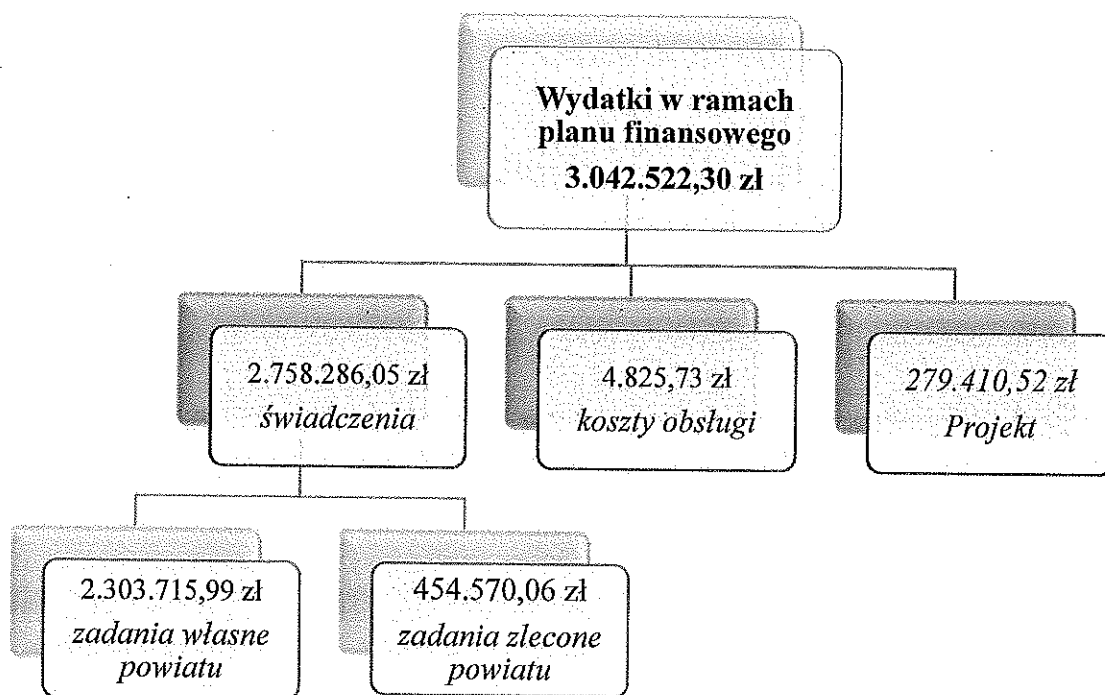 Wydatki w ramach
planu finansowego
3.042.522,30 zł
2.758.286,05 zł
świadczenia
4.825,73 zł
koszty obsługi
279.410,52 zł
Projekt
2.303.715,99 zł
zadania własne
powiatu
454.570,06 zł
zadania zlecone
powiatu